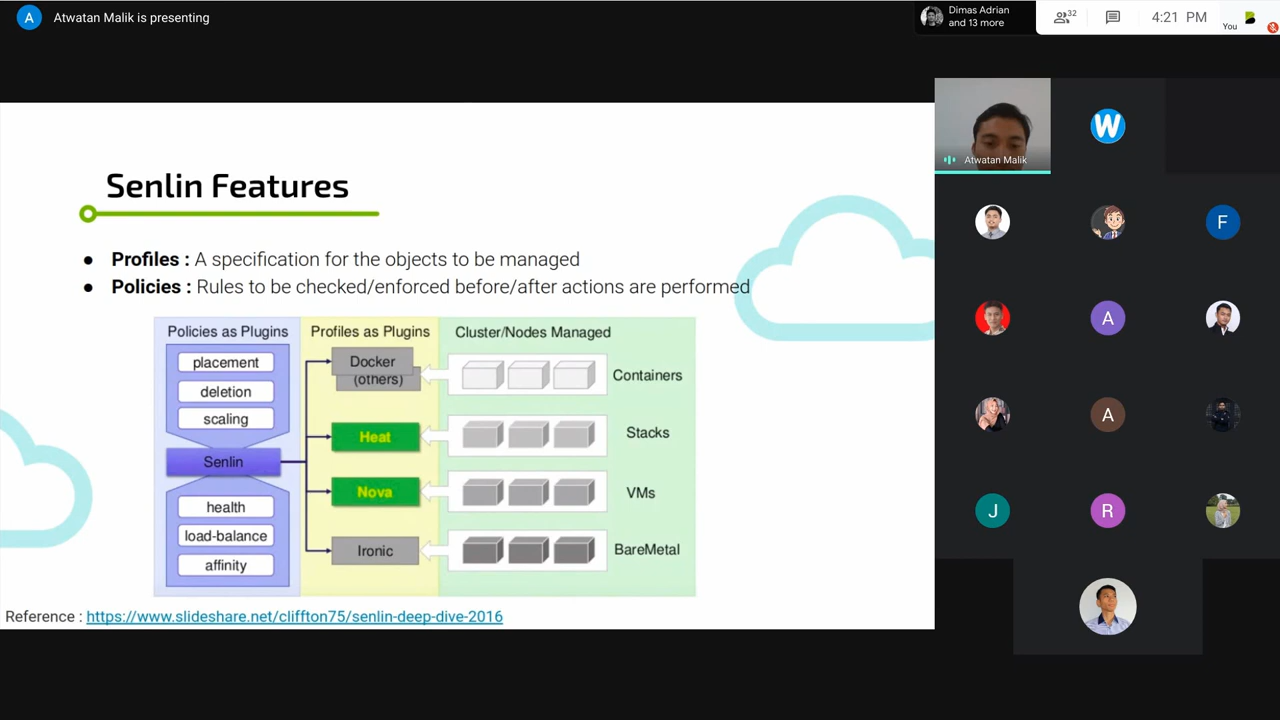 A Atwatan Malik is presenting
Dimas Adrian
and 13 more
32
4:21 PM
You
Atwatan Malik
W
F
A
A
J
R
Senlin Features
● Profiles : A specification for the objects to be managed
● Policies : Rules to be checked/enforced before/after actions are performed
Policies as Plugins
placement
deletion
scaling
Senlin
health
load-balance
affinity
Profiles as Plugins
Docker
(others)
Heat
Nova
Ironic
Cluster/Nodes Managed
Containers
Stacks
VMs
BareMetal
Reference : https://www.slideshare.net/cliffton75/senlin-deep-dive-2016